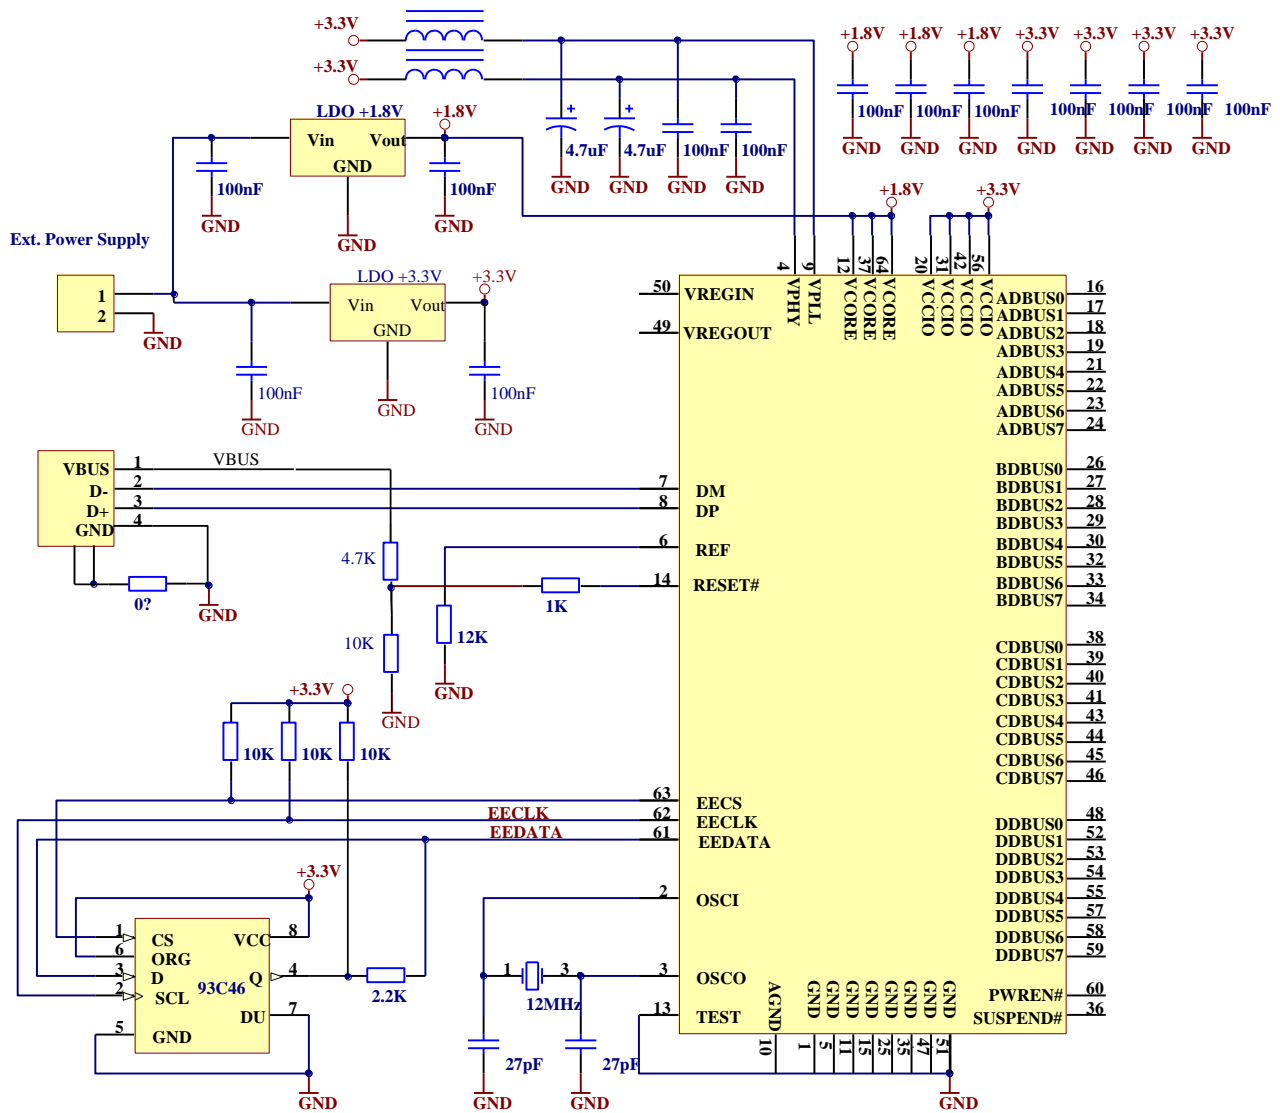 +3.3V
+3.3V
+1.8V +1.8V +1.8V +3.3V +3.3V +3.3V +3.3V
100nF 100nF 100nF 100nF 100nF 100nF 100nF
GND GND GND GND GND GND GND
LDO +1.8V
+1.8V
Vin Vout
GND
100nF
100nF
GND
GND
GND
4.7uF 4.7uF 100nF 100nF
GND GND GND GND
+1.8V
+3.3V
Ext. Power Supply
1
2
GND
LDO +3.3V
+3.3V
Vin Vout
GND
100nF
100nF
GND
GND
GND
VBUS 1
D- 2
D+ 3
GND 4
VBUS
0?
GND
4.7K
10K
GND
1K
12K
GND
+3.3V
10K 10K 10K
EECLK
EEDATA
+3.3V
1 CS
6 ORG
3 D
2 SCL
5 GND
93C46
VCC 8
Q 4
DU 7
2.2K
GND
1 3
12MHz
27pF
27pF
GND
GND
50 VREGIN
49 VREGOUT
7 DM
8 DP
6 REF
14 RESET#
63 EECS
62 EECLK
61 EEDATA
2 OSCI
3 OSCO
13 TEST
4 VPHY
9 VPLL
12 VCORE
37 VCORE
64 VCORE
20 VCCIO
31 VCCIO
42 VCCIO
56 VCCIO
ADBUS0 16
ADBUS1 17
ADBUS2 18
ADBUS3 19
ADBUS4 21
ADBUS5 22
ADBUS6 23
ADBUS7 24
BDBUS0 26
BDBUS1 27
BDBUS2 28
BDBUS3 29
BDBUS4 30
BDBUS5 32
BDBUS6 33
BDBUS7 34
CDBUS0 38
CDBUS1 39
CDBUS2 40
CDBUS3 41
CDBUS4 43
CDBUS5 44
CDBUS6 45
CDBUS7 46
DDBUS0 48
DDBUS1 52
DDBUS2 53
DDBUS3 54
DDBUS4 55
DDBUS5 57
DDBUS6 58
DDBUS7 59
PWREN# 60
SUSPEND# 36
AGND 10
GND 1
GND 5
GND 11
GND 15
GND 25
GND 35
GND 47
GND 51
GND